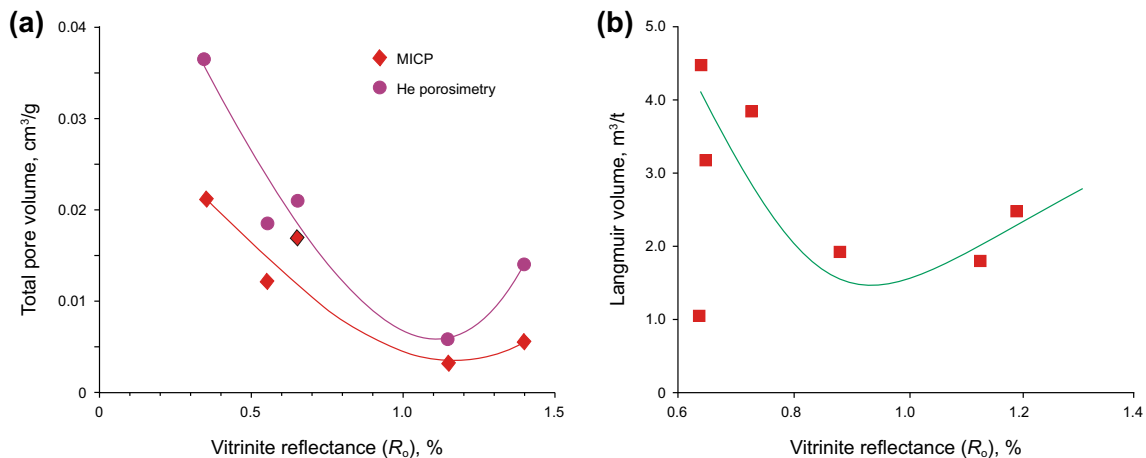 (a)
0.04
0.03
0.02
0.01
0
Total pore volume, cm³/g
MICP
He porosimetry
0 0.5 1.0 1.5
Vitrinite reflectance (Rₒ), %
(b)
5.0
4.0
3.0
2.0
1.0
0
Langmuir volume, m³/t
0.6 0.8 1.0 1.2 1.4
Vitrinite reflectance (Rₒ), %